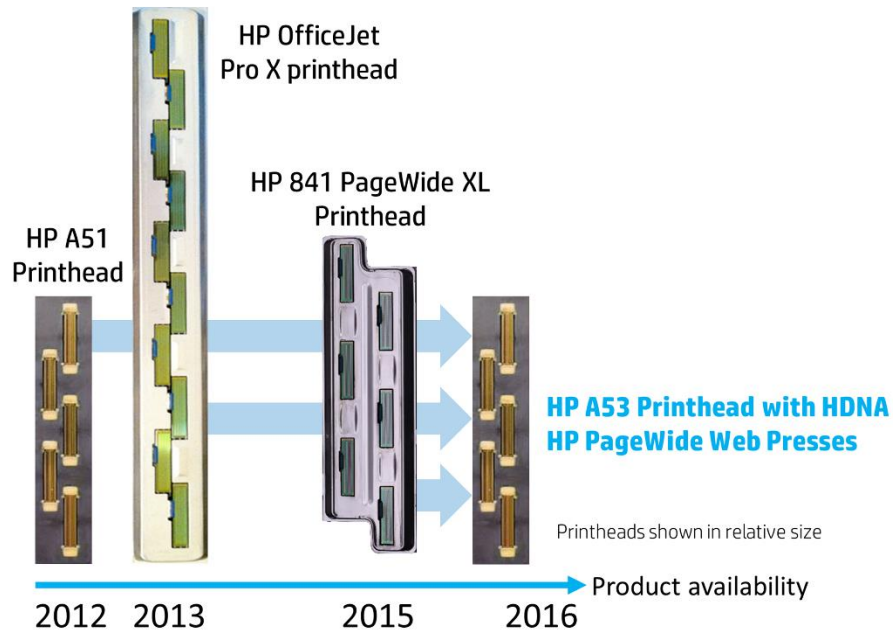 HP OfficeJet
Pro X printhead
HP 841 PageWide XL
Printhead
HP A51
Printhead
HP A53 Printhead with HDNA
HP PageWide Web Presses
Printheads shown in relative size
Product availability
2012 2013 2015 2016